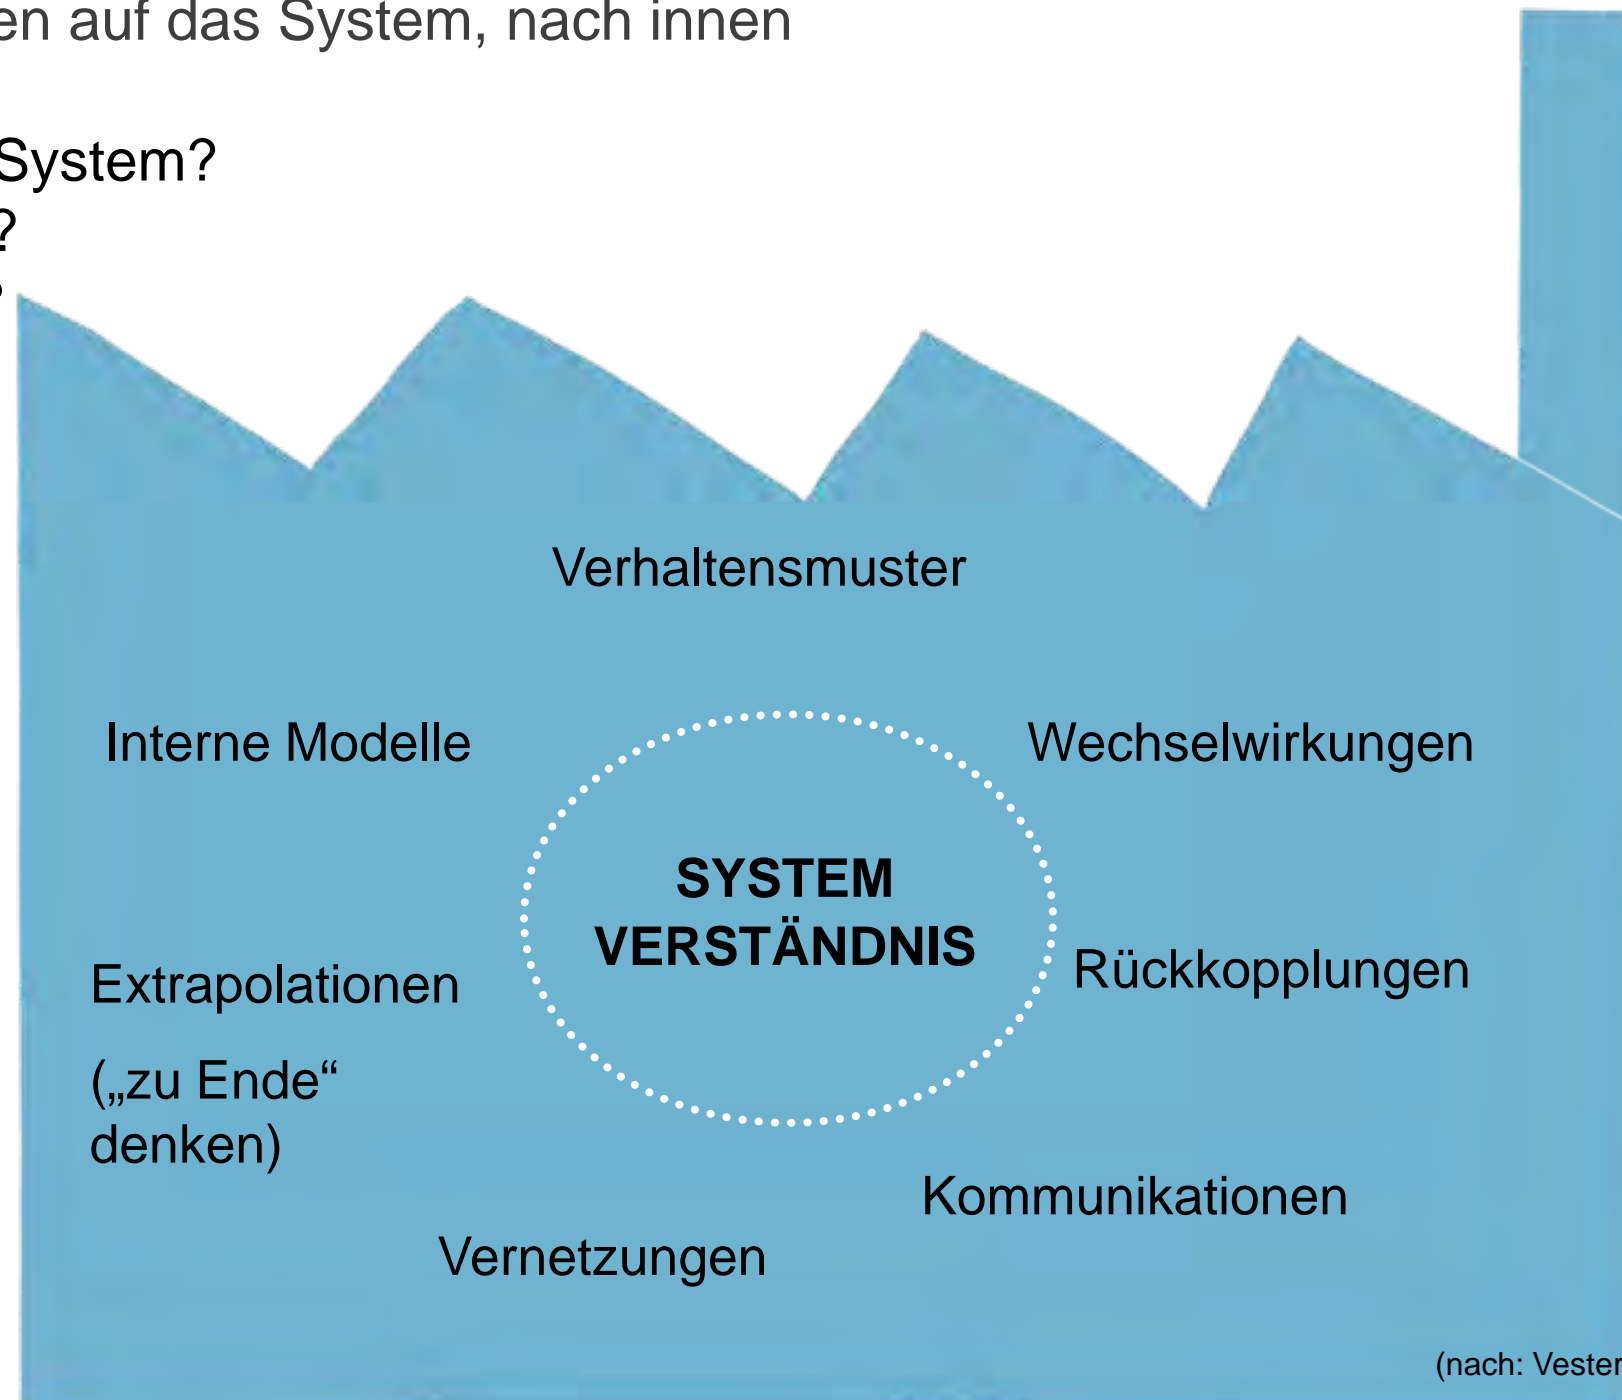 en auf das System, nach innen
System?
?
Verhaltensmuster
Interne Modelle
Wechselwirkungen
SYSTEM
VERSTÄNDNIS
Rückkopplungen
Extrapolationen
(„zu Ende“
denken)
Kommunikationen
Vernetzungen
(nach: Vester